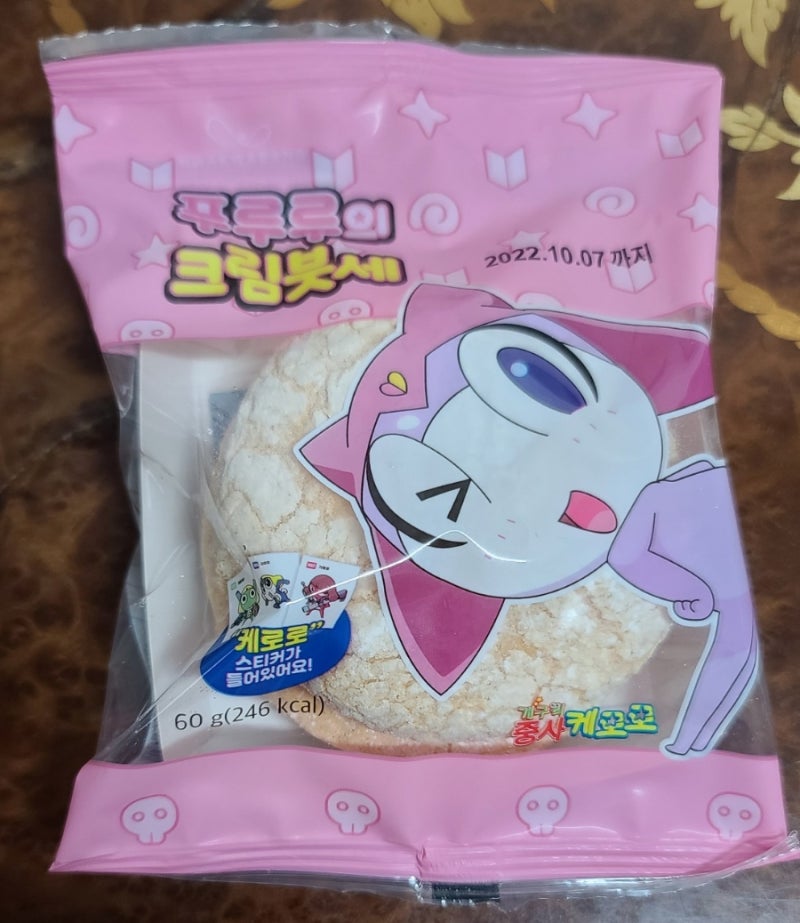 푸루루의
크림붓세
2022.10.07 까지
"케로로"
스티커가
들어있어요!
60 g(246 kcal)
개구리
중사 케로로